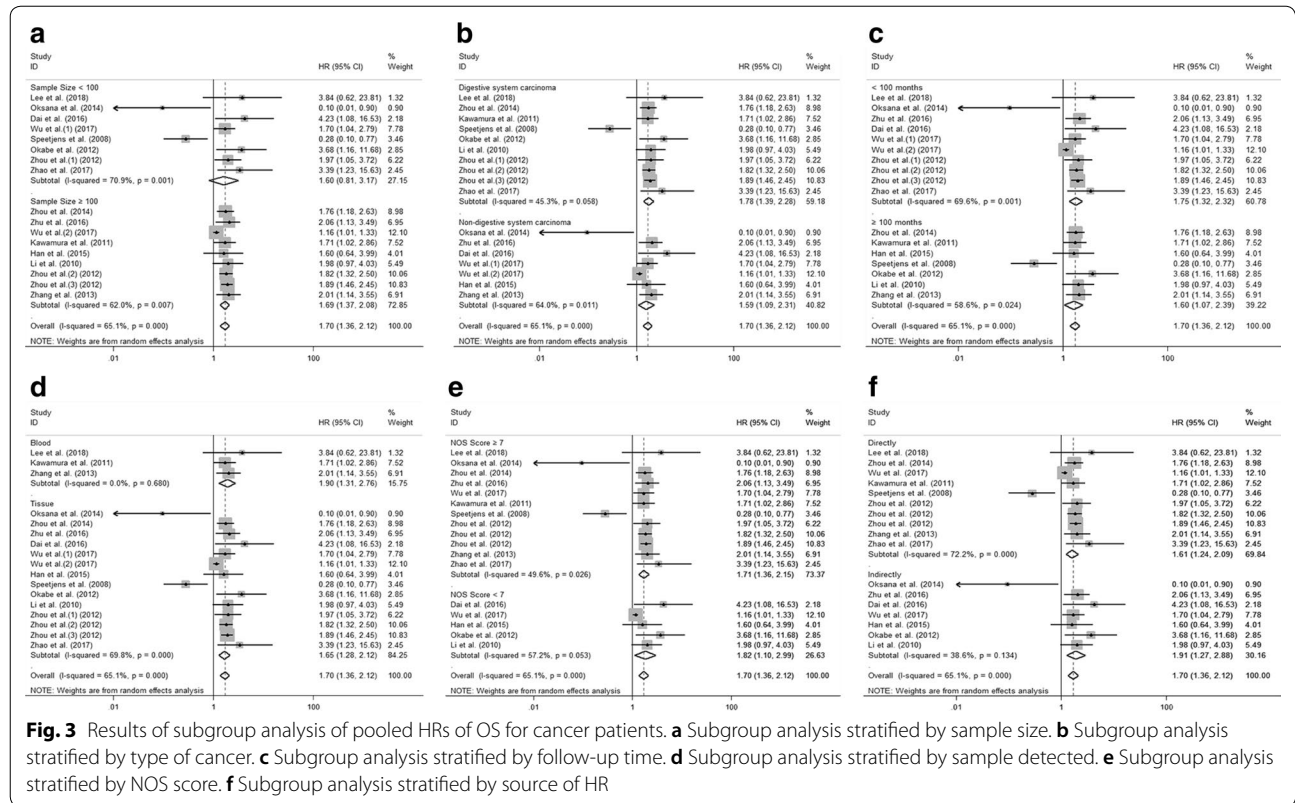 a
Study %
ID HR (95% CI) Weight
Sample Size < 100
Lee et al. (2018) 3.84 (0.62, 23.81) 1.32
Oksana et al. (2014) 0.10 (0.01, 0.90) 0.90
Dai et al. (2016) 4.23 (1.08, 16.53) 2.18
Wu et al.(1) (2017) 1.70 (1.04, 2.79) 7.78
Speetjens et al. (2008) 0.28 (0.10, 0.77) 3.46
Okabe et al. (2012) 3.68 (1.16, 11.68) 2.85
Zhou et al.(1) (2012) 1.97 (1.05, 3.72) 6.22
Zhao et al. (2017) 3.39 (1.23, 15.63) 2.45
Subtotal (I-squared = 70.9%, p = 0.001) 1.60 (0.81, 3.17) 27.15
.
Sample Size ≥ 100
Zhou et al. (2014) 1.76 (1.18, 2.63) 8.98
Zhu et al. (2016) 2.06 (1.13, 3.49) 6.95
Wu et al.(2) (2017) 1.16 (1.01, 1.33) 12.10
Kawamura et al. (2011) 1.71 (1.02, 2.86) 7.52
Han et al. (2015) 1.60 (0.64, 3.99) 4.01
Li et al. (2010) 1.98 (0.97, 4.03) 5.49
Zhou et al.(2) (2012) 1.82 (1.32, 2.50) 10.06
Zhou et al.(3) (2012) 1.89 (1.46, 2.45) 10.83
Zhang et al. (2013) 2.01 (1.14, 3.55) 6.91
Subtotal (I-squared = 62.0%, p = 0.007) 1.69 (1.37, 2.08) 72.85
.
Overall (I-squared = 65.1%, p = 0.000) 1.70 (1.36, 2.12) 100.00
NOTE: Weights are from random effects analysis
.01 1 100
b
Study %
ID HR (95% CI) Weight
Digestive system carcinoma
Lee et al. (2018) 3.84 (0.62, 23.81) 1.32
Zhou et al. (2014) 1.76 (1.18, 2.63) 8.98
Kawamura et al. (2011) 1.71 (1.02, 2.86) 7.52
Speetjens et al. (2008) 0.28 (0.10, 0.77) 3.46
Okabe et al. (2012) 3.68 (1.16, 11.68) 2.85
Li et al. (2010) 1.98 (0.97, 4.03) 5.49
Zhou et al.(1) (2012) 1.97 (1.05, 3.72) 6.22
Zhou et al.(2) (2012) 1.82 (1.32, 2.50) 10.06
Zhou et al.(3) (2012) 1.89 (1.46, 2.45) 10.83
Zhao et al. (2017) 3.39 (1.23, 15.63) 2.45
Subtotal (I-squared = 45.3%, p = 0.058) 1.78 (1.39, 2.28) 59.18
.
Non-digestive system carcinoma
Oksana et al. (2014) 0.10 (0.01, 0.90) 0.90
Zhu et al. (2016) 2.06 (1.13, 3.49) 6.95
Dai et al. (2016) 4.23 (1.08, 16.53) 2.18
Wu et al.(1) (2017) 1.70 (1.04, 2.79) 7.78
Wu et al.(2) (2017) 1.16 (1.01, 1.33) 12.10
Han et al. (2015) 1.60 (0.64, 3.99) 4.01
Zhang et al. (2013) 2.01 (1.14, 3.55) 6.91
Subtotal (I-squared = 64.0%, p = 0.011) 1.59 (1.09, 2.31) 40.82
.
Overall (I-squared = 65.1%, p = 0.000) 1.70 (1.36, 2.12) 100.00
NOTE: Weights are from random effects analysis
.01 1 100
c
Study %
ID HR (95% CI) Weight
< 100 months
Lee et al. (2018) 3.84 (0.62, 23.81) 1.32
Oksana et al. (2014) 0.10 (0.01, 0.90) 0.90
Zhu et al. (2016) 2.06 (1.13, 3.49) 6.95
Dai et al. (2016) 4.23 (1.08, 16.53) 2.18
Wu et al.(1) (2017) 1.70 (1.04, 2.79) 7.78
Wu et al.(2) (2017) 1.16 (1.01, 1.33) 12.10
Zhou et al.(1) (2012) 1.97 (1.05, 3.72) 6.22
Zhou et al.(2) (2012) 1.82 (1.32, 2.50) 10.06
Zhou et al.(3) (2012) 1.89 (1.46, 2.45) 10.83
Zhao et al. (2017) 3.39 (1.23, 15.63) 2.45
Subtotal (I-squared = 69.6%, p = 0.001) 1.75 (1.32, 2.32) 60.78
.
≥ 100 months
Zhou et al. (2014) 1.76 (1.18, 2.63) 8.98
Kawamura et al. (2011) 1.71 (1.02, 2.86) 7.52
Han et al. (2015) 1.60 (0.64, 3.99) 4.01
Speetjens et al. (2008) 0.28 (0.10, 0.77) 3.46
Okabe et al. (2012) 3.68 (1.16, 11.68) 2.85
Li et al. (2010) 1.98 (0.97, 4.03) 5.49
Zhang et al. (2013) 2.01 (1.14, 3.55) 6.91
Subtotal (I-squared = 58.6%, p = 0.024) 1.60 (1.07, 2.39) 39.22
.
Overall (I-squared = 65.1%, p = 0.000) 1.70 (1.36, 2.12) 100.00
NOTE: Weights are from random effects analysis
.01 1 100
d
Study %
ID HR (95% CI) Weight
Blood
Lee et al. (2018) 3.84 (0.62, 23.81) 1.32
Kawamura et al. (2011) 1.71 (1.02, 2.86) 7.52
Zhang et al. (2013) 2.01 (1.14, 3.55) 6.91
Subtotal (I-squared = 0.0%, p = 0.680) 1.90 (1.31, 2.76) 15.75
.
Tissue
Oksana et al. (2014) 0.10 (0.01, 0.90) 0.90
Zhou et al. (2014) 1.76 (1.18, 2.63) 8.98
Zhu et al. (2016) 2.06 (1.13, 3.49) 6.95
Dai et al. (2016) 4.23 (1.08, 16.53) 2.18
Wu et al.(1) (2017) 1.70 (1.04, 2.79) 7.78
Wu et al.(2) (2017) 1.16 (1.01, 1.33) 12.10
Han et al. (2015) 1.60 (0.64, 3.99) 4.01
Speetjens et al. (2008) 0.28 (0.10, 0.77) 3.46
Okabe et al. (2012) 3.68 (1.16, 11.68) 2.85
Li et al. (2010) 1.98 (0.97, 4.03) 5.49
Zhou et al.(1) (2012) 1.97 (1.05, 3.72) 6.22
Zhou et al.(2) (2012) 1.82 (1.32, 2.50) 10.06
Zhou et al.(3) (2012) 1.89 (1.46, 2.45) 10.83
Zhao et al. (2017) 3.39 (1.23, 15.63) 2.45
Subtotal (I-squared = 69.8%, p = 0.000) 1.65 (1.28, 2.12) 84.25
.
Overall (I-squared = 65.1%, p = 0.000) 1.70 (1.36, 2.12) 100.00
NOTE: Weights are from random effects analysis
.01 1 100
e
Study %
ID HR (95% CI) Weight
NOS Score ≥ 7
Lee et al. (2018) 3.84 (0.62, 23.81) 1.32
Oksana et al. (2014) 0.10 (0.01, 0.90) 0.90
Zhou et al. (2014) 1.76 (1.18, 2.63) 8.98
Zhu et al. (2016) 2.06 (1.13, 3.49) 6.95
Wu et al. (2017) 1.70 (1.04, 2.79) 7.78
Kawamura et al. (2011) 1.71 (1.02, 2.86) 7.52
Speetjens et al. (2008) 0.28 (0.10, 0.77) 3.46
Zhou et al. (2012) 1.97 (1.05, 3.72) 6.22
Zhou et al. (2012) 1.82 (1.32, 2.50) 10.06
Zhou et al. (2012) 1.89 (1.46, 2.45) 10.83
Zhang et al. (2013) 2.01 (1.14, 3.55) 6.91
Zhao et al. (2017) 3.39 (1.23, 15.63) 2.45
Subtotal (I-squared = 49.6%, p = 0.026) 1.71 (1.36, 2.15) 73.37
.
NOS Score < 7
Dai et al. (2016) 4.23 (1.08, 16.53) 2.18
Wu et al. (2017) 1.16 (1.01, 1.33) 12.10
Han et al. (2015) 1.60 (0.64, 3.99) 4.01
Okabe et al. (2012) 3.68 (1.16, 11.68) 2.85
Li et al. (2010) 1.98 (0.97, 4.03) 5.49
Subtotal (I-squared = 57.2%, p = 0.053) 1.82 (1.10, 2.99) 26.63
.
Overall (I-squared = 65.1%, p = 0.000) 1.70 (1.36, 2.12) 100.00
NOTE: Weights are from random effects analysis
.01 1 100
f
Study %
ID HR (95% CI) Weight
Directly
Lee et al. (2018) 3.84 (0.62, 23.81) 1.32
Zhou et al. (2014) 1.76 (1.18, 2.63) 8.98
Wu et al. (2017) 1.16 (1.01, 1.33) 12.10
Kawamura et al. (2011) 1.71 (1.02, 2.86) 7.52
Speetjens et al. (2008) 0.28 (0.10, 0.77) 3.46
Zhou et al. (2012) 1.97 (1.05, 3.72) 6.22
Zhou et al. (2012) 1.82 (1.32, 2.50) 10.06
Zhou et al. (2012) 1.89 (1.46, 2.45) 10.83
Zhang et al. (2013) 2.01 (1.14, 3.55) 6.91
Zhao et al. (2017) 3.39 (1.23, 15.63) 2.45
Subtotal (I-squared = 72.2%, p = 0.000) 1.61 (1.24, 2.09) 69.84
.
Indirectly
Oksana et al. (2014) 0.10 (0.01, 0.90) 0.90
Zhu et al. (2016) 2.06 (1.13, 3.49) 6.95
Dai et al. (2016) 4.23 (1.08, 16.53) 2.18
Wu et al. (2017) 1.70 (1.04, 2.79) 7.78
Han et al. (2015) 1.60 (0.64, 3.99) 4.01
Okabe et al. (2012) 3.68 (1.16, 11.68) 2.85
Li et al. (2010) 1.98 (0.97, 4.03) 5.49
Subtotal (I-squared = 38.6%, p = 0.134) 1.91 (1.27, 2.88) 30.16
.
Overall (I-squared = 65.1%, p = 0.000) 1.70 (1.36, 2.12) 100.00
NOTE: Weights are from random effects analysis
.01 1 100
Fig. 3 Results of subgroup analysis of pooled HRs of OS for cancer patients. a Subgroup analysis stratified by sample size. b Subgroup analysis
stratified by type of cancer. c Subgroup analysis stratified by follow-up time. d Subgroup analysis stratified by sample detected. e Subgroup analysis
stratified by NOS score. f Subgroup analysis stratified by source of HR